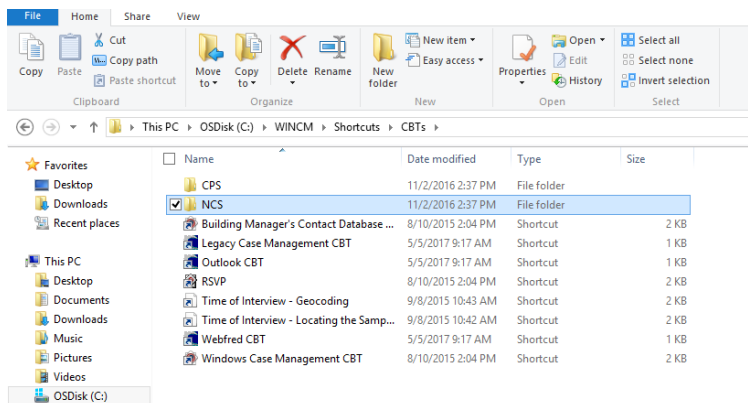 File Home Share View
Cut
Copy path
Paste shortcut
Copy Paste
Clipboard
Move to Copy to Delete Rename
Organize
New item
Easy access
New folder
New
Properties
Open
Edit
History
Open
Select all
Select none
Invert selection
Select
This PC OSDisk (C:) WINCM Shortcuts CBTs
Name Date modified Type Size
CPS 11/2/2016 2:37 PM File folder
NCS 11/2/2016 2:37 PM File folder
Building Manager's Contact Database ... 8/10/2015 2:04 PM Shortcut 2 KB
Legacy Case Management CBT 5/5/2017 9:17 AM Shortcut 1 KB
Outlook CBT 5/5/2017 9:17 AM Shortcut 1 KB
RSVP 8/10/2015 2:04 PM Shortcut 2 KB
Time of Interview - Geocoding 9/8/2015 10:43 AM Shortcut 2 KB
Time of Interview - Locating the Samp... 9/8/2015 10:42 AM Shortcut 2 KB
Webfred CBT 5/5/2017 9:17 AM Shortcut 1 KB
Windows Case Management CBT 8/10/2015 2:04 PM Shortcut 2 KB
Favorites
Desktop
Downloads
Recent places
This PC
Desktop
Documents
Downloads
Music
Pictures
Videos
OSDisk (C:)